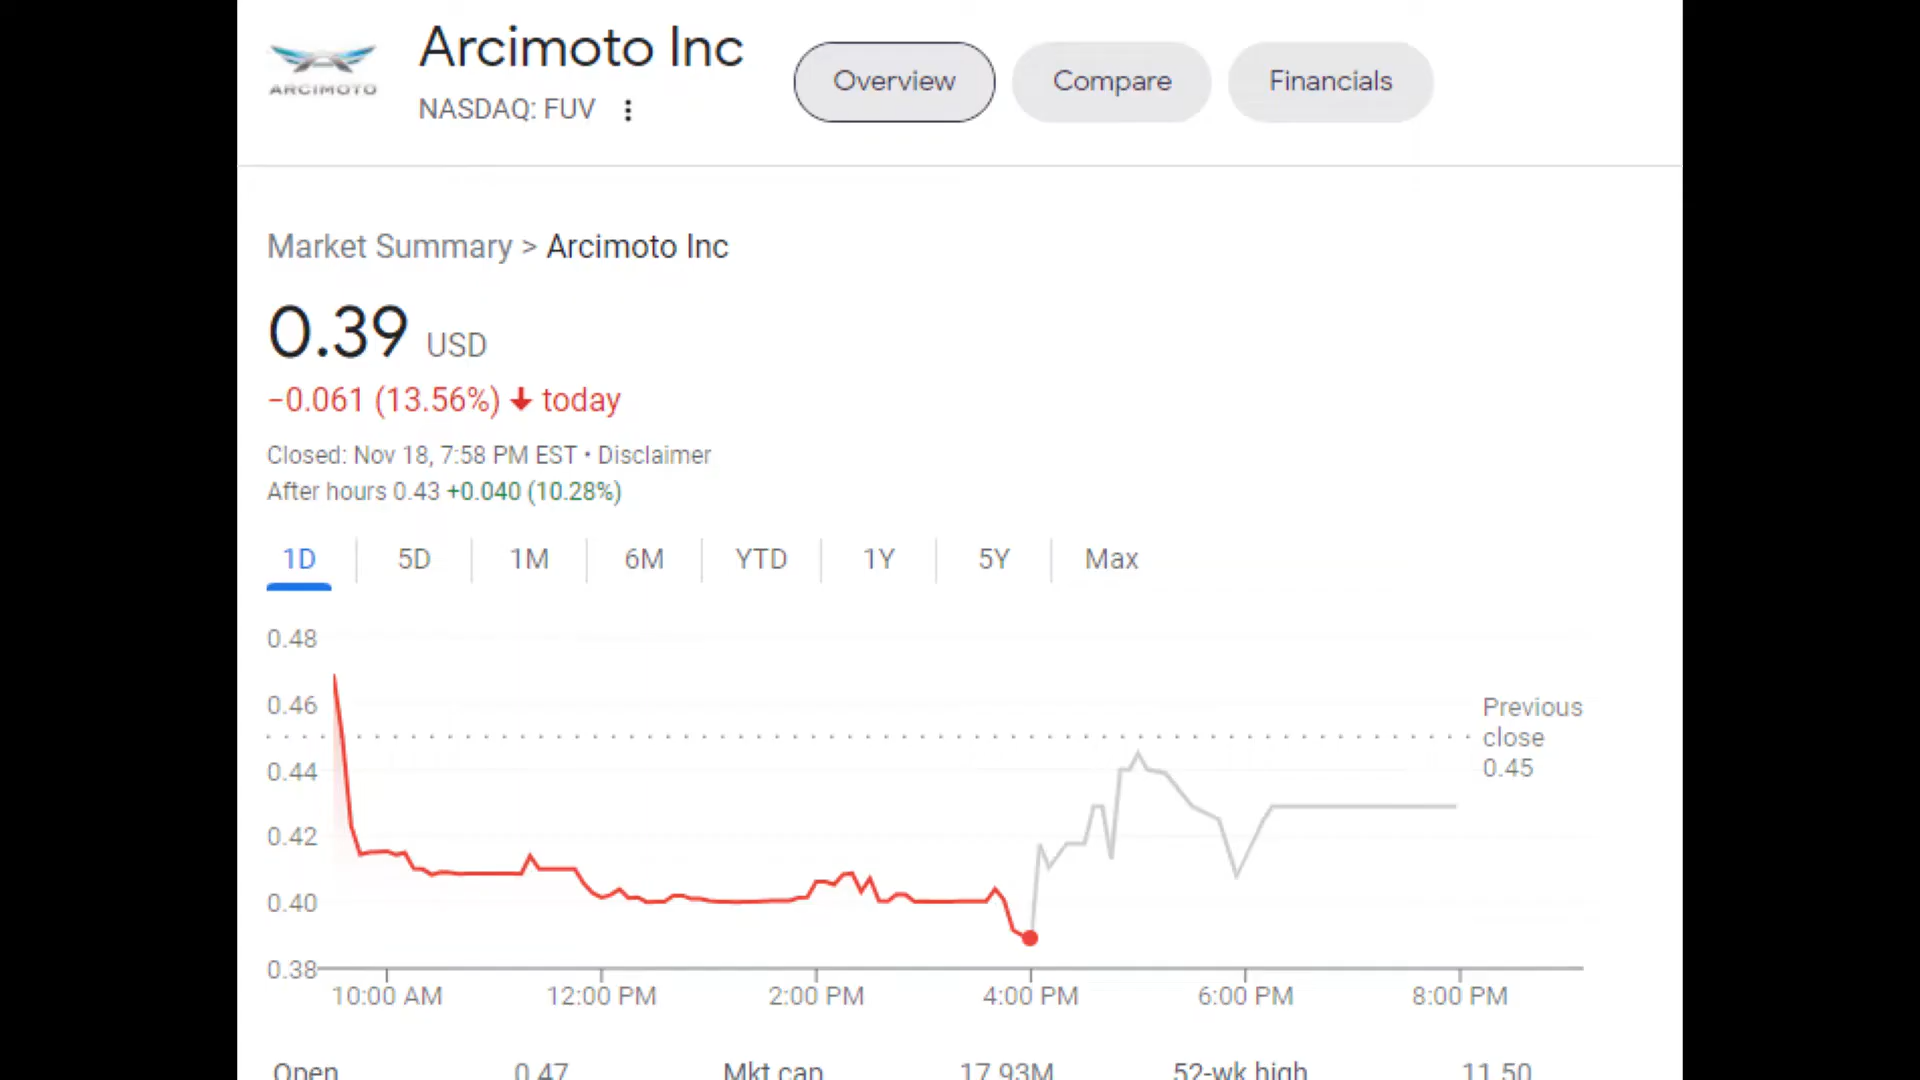 Arcimoto Inc
ARCIMOTO
NASDAQ: FUV
Overview
Compare
Financials
Market Summary > Arcimoto Inc
0.39 USD
−0.061 (13.56%) ↓ today
Closed: Nov 18, 7:58 PM EST • Disclaimer
After hours 0.43 +0.040 (10.28%)
1D 5D 1M 6M YTD 1Y 5Y Max
0.48
0.46
0.44
0.42
0.40
0.38
Previous
close
0.45
10:00 AM 12:00 PM 2:00 PM 4:00 PM 6:00 PM 8:00 PM
Open 0.47 Mkt cap 17.93M 52-wk high 11.50